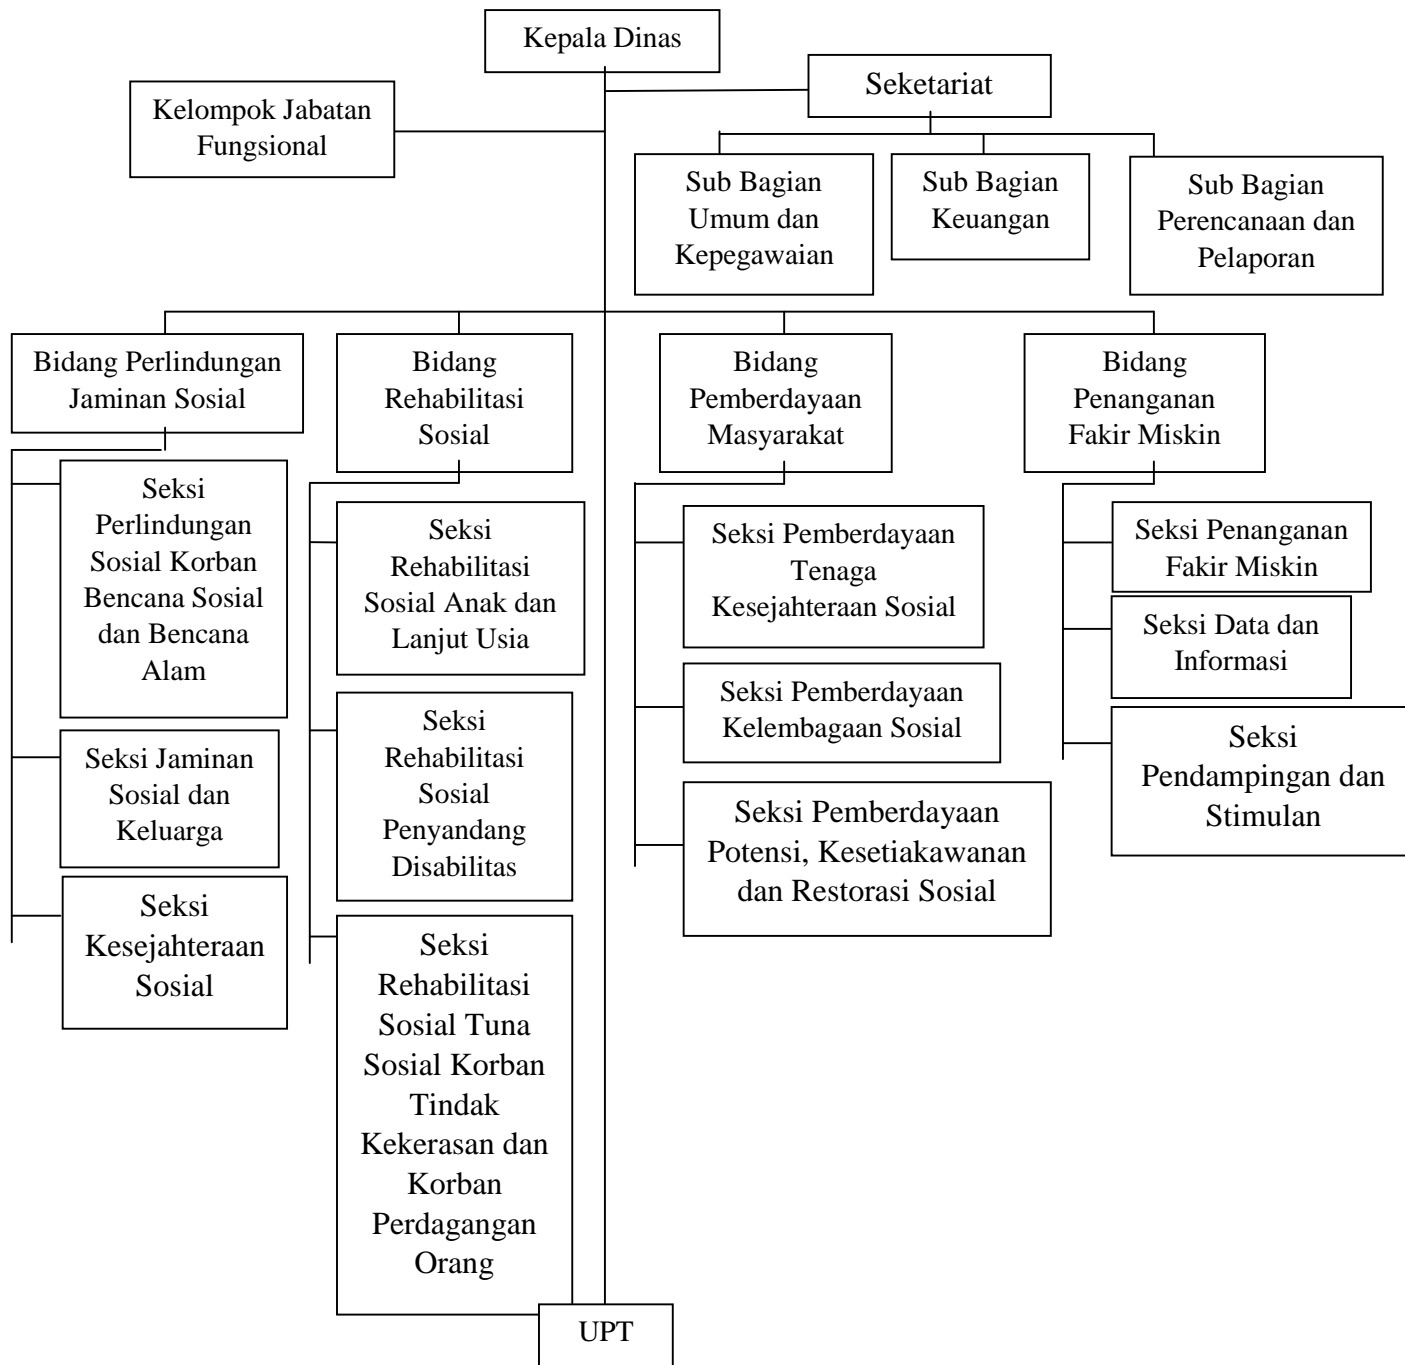 Kepala Dinas
Seketariat
Kelompok Jabatan
Fungsional
Sub Bagian
Umum dan
Kepegawaian
Sub Bagian
Keuangan
Sub Bagian
Perencanaan dan
Pelaporan
Bidang Perlindungan
Jaminan Sosial
Bidang
Rehabilitasi
Sosial
Bidang
Pemberdayaan
Masyarakat
Bidang
Penanganan
Fakir Miskin
Seksi
Perlindungan
Sosial Korban
Bencana Sosial
dan Bencana
Alam
Seksi Jaminan
Sosial dan
Keluarga
Seksi
Kesejahteraan
Sosial
Seksi
Rehabilitasi
Sosial Anak dan
Lanjut Usia
Seksi
Rehabilitasi
Sosial
Penyandang
Disabilitas
Seksi
Rehabilitasi
Sosial Tuna
Sosial Korban
Tindak
Kekerasan dan
Korban
Perdagangan
Orang
Seksi Pemberdayaan
Tenaga
Kesejahteraan Sosial
Seksi Pemberdayaan
Kelembagaan Sosial
Seksi Pemberdayaan
Potensi, Kesetiakawanan
dan Restorasi Sosial
Seksi Penanganan
Fakir Miskin
Seksi Data dan
Informasi
Seksi
Pendampingan dan
Stimulan
UPT